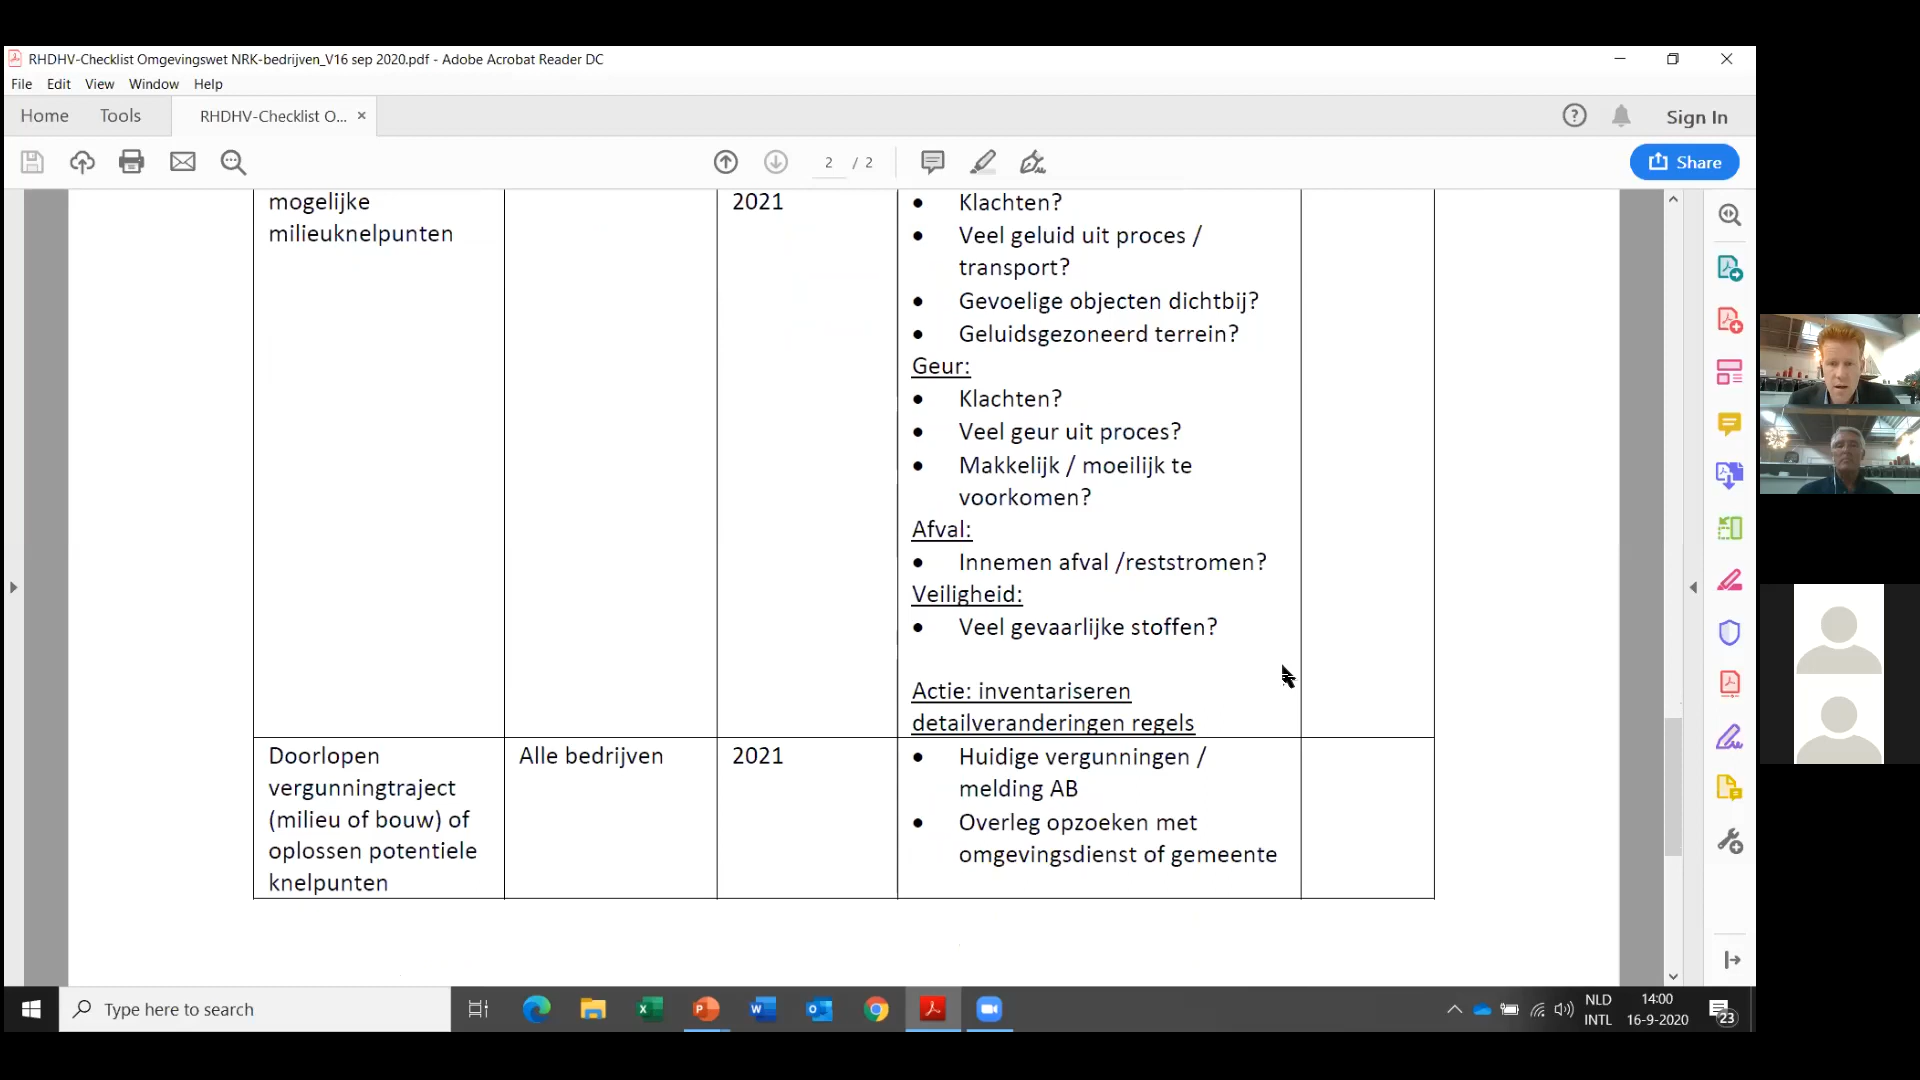 RHDHV-Checklist Omgevingswet NRK-bedrijven_V16 sep 2020.pdf - Adobe Acrobat Reader DC
File Edit View Window Help
Home Tools RHDHV-Checklist O... × Sign In
2 / 2 Share
mogelijke
milieuknelpunten
2021
• Klachten?
• Veel geluid uit proces /
transport?
• Gevoelige objecten dichtbij?
• Geluidsgezoneerd terrein?
Geur:
• Klachten?
• Veel geur uit proces?
• Makkelijk / moeilijk te
voorkomen?
Afval:
• Innemen afval /reststromen?
Veiligheid:
• Veel gevaarlijke stoffen?
Actie: inventariseren
detailveranderingen regels
Doorlopen
vergunningtraject
(milieu of bouw) of
oplossen potentiele
knelpunten
Alle bedrijven
2021
• Huidige vergunningen /
melding AB
• Overleg opzoeken met
omgevingsdienst of gemeente
Type here to search
NLD
INTL
14:00
16-9-2020
23